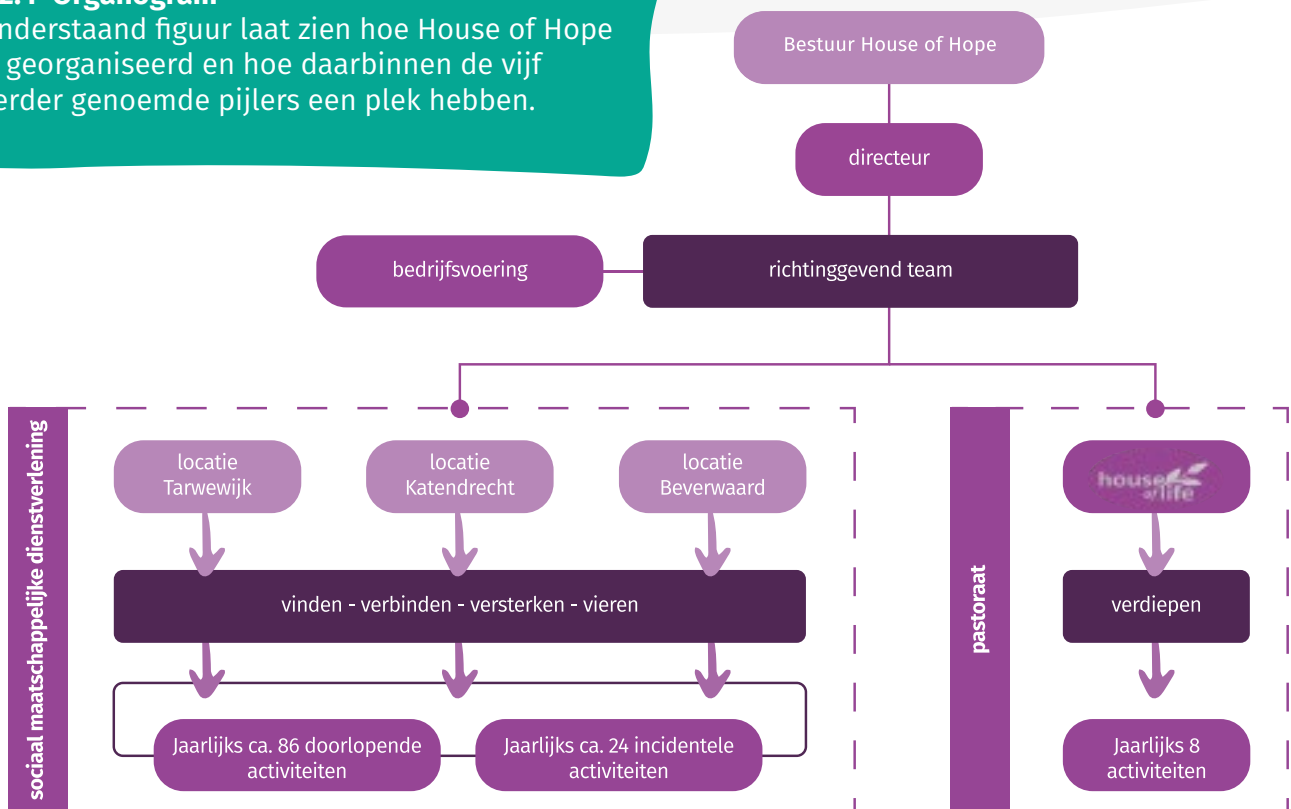 Organogram
nderstaand figuur laat zien hoe House of Hope
georganiseerd en hoe daarbinnen de vijf
erder genoemde pijlers een plek hebben.
Bestuur House of Hope
directeur
bedrijfsvoering
richtinggevend team
sociaal maatschappelijke dienstverlening
locatie
Tarwewijk
locatie
Katendrecht
locatie
Beverwaard
vinden - verbinden - versterken - vieren
Jaarlijks ca. 86 doorlopende
activiteiten
Jaarlijks ca. 24 incidentele
activiteiten
pastoraat
house
of life
verdiepen
Jaarlijks 8
activiteiten